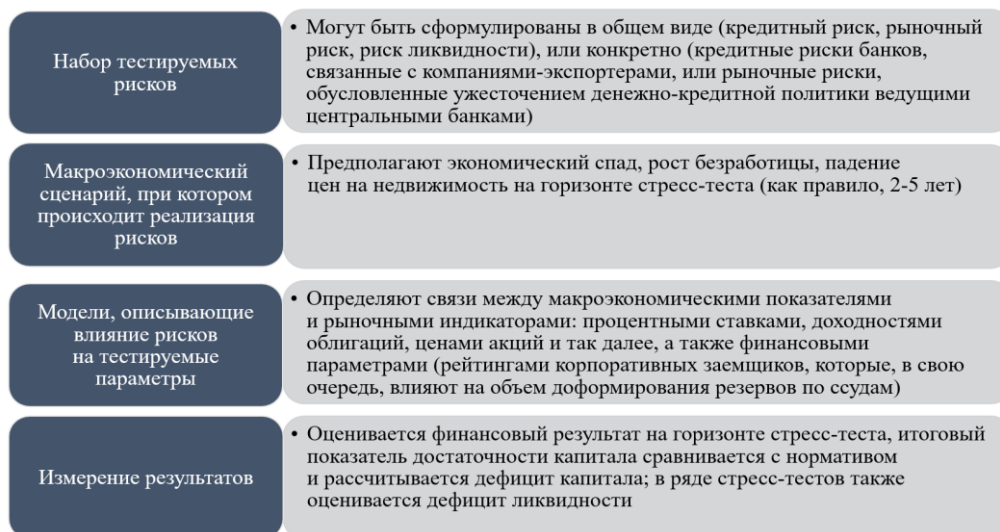 Набор тестируемых
рисков
• Могут быть сформулированы в общем виде (кредитный риск, рыночный
риск, риск ликвидности), или конкретно (кредитные риски банков,
связанные с компаниями-экспортерами, или рыночные риски,
обусловленные ужесточением денежно-кредитной политики ведущими
центральными банками)
Макроэкономический
сценарий, при котором
происходит реализация
рисков
• Предполагают экономический спад, рост безработицы, падение
цен на недвижимость на горизонте стресс-теста (как правило, 2-5 лет)
Модели, описывающие
влияние рисков
на тестируемые
параметры
• Определяют связи между макроэкономическими показателями
и рыночными индикаторами: процентными ставками, доходностями
облигаций, ценами акций и так далее, а также финансовыми
параметрами (рейтингами корпоративных заемщиков, которые, в свою
очередь, влияют на объем доформирования резервов по ссудам)
Измерение результатов
• Оценивается финансовый результат на горизонте стресс-теста, итоговый
показатель достаточности капитала сравнивается с нормативом
и рассчитывается дефицит капитала; в ряде стресс-тестов также
оценивается дефицит ликвидности